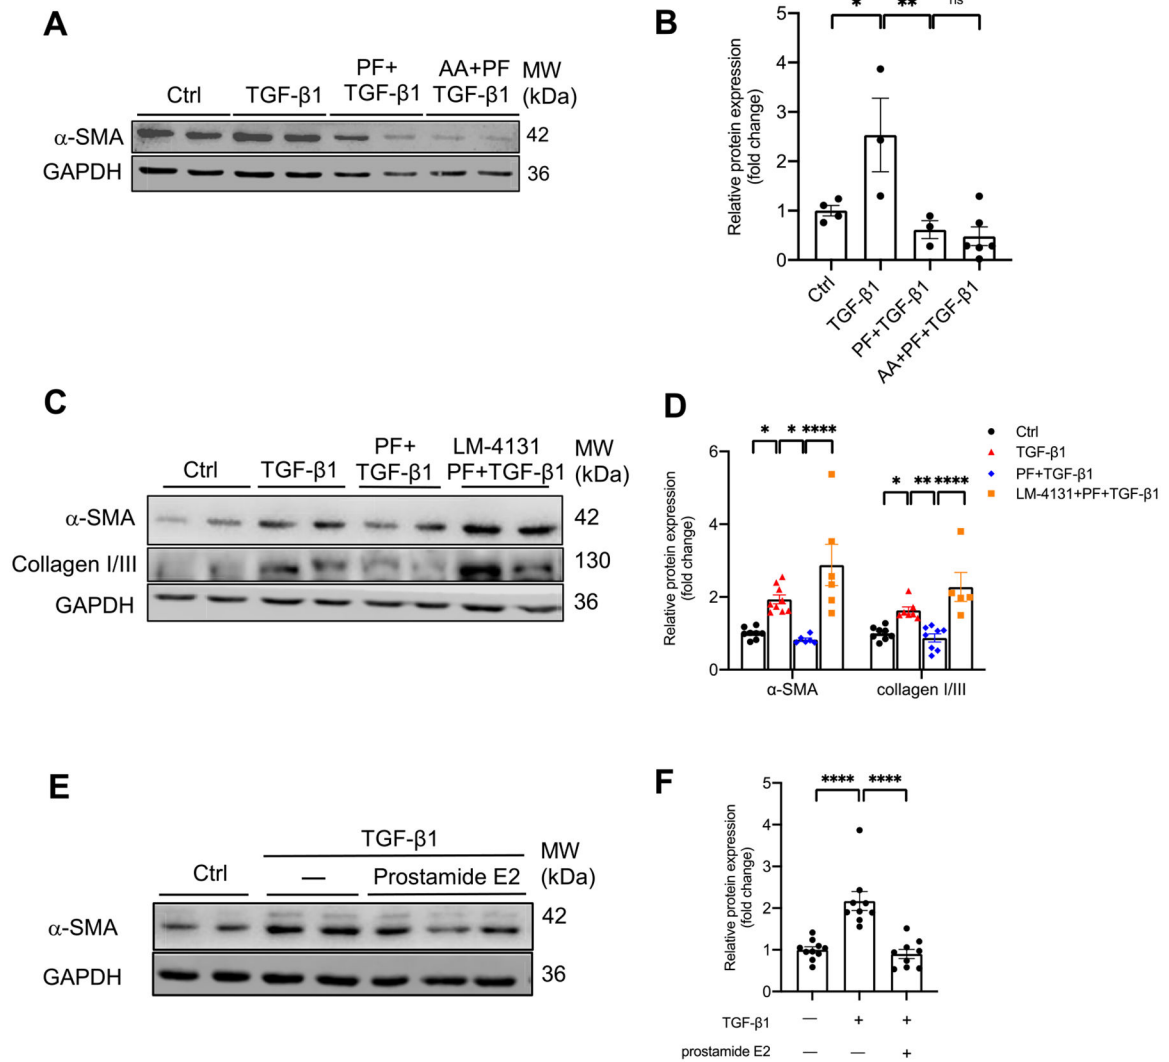 A
Ctrl
TGF-β1
PF+
TGF-β1
AA+PF
TGF-β1
MW
(kDa)
α-SMA
42
GAPDH
36
B
* ** ns
Relative protein expression
(fold change)
5
4
3
2
1
0
Ctrl
TGF-β1
PF+TGF-β1
AA+PF+TGF-β1
C
Ctrl
TGF-β1
PF+
TGF-β1
LM-4131
PF+TGF-β1
MW
(kDa)
α-SMA
42
Collagen I/III
130
GAPDH
36
D
* * ****
* ** ****
Relative protein expression
(fold change)
6
4
2
0
α-SMA
collagen I/III
Ctrl
TGF-β1
PF+TGF-β1
LM-4131+PF+TGF-β1
E
TGF-β1
Ctrl
—
Prostamide E2
MW
(kDa)
α-SMA
42
GAPDH
36
F
**** ****
Relative protein expression
(fold change)
5
4
3
2
1
0
TGF-β1 — + +
prostamide E2 — — +